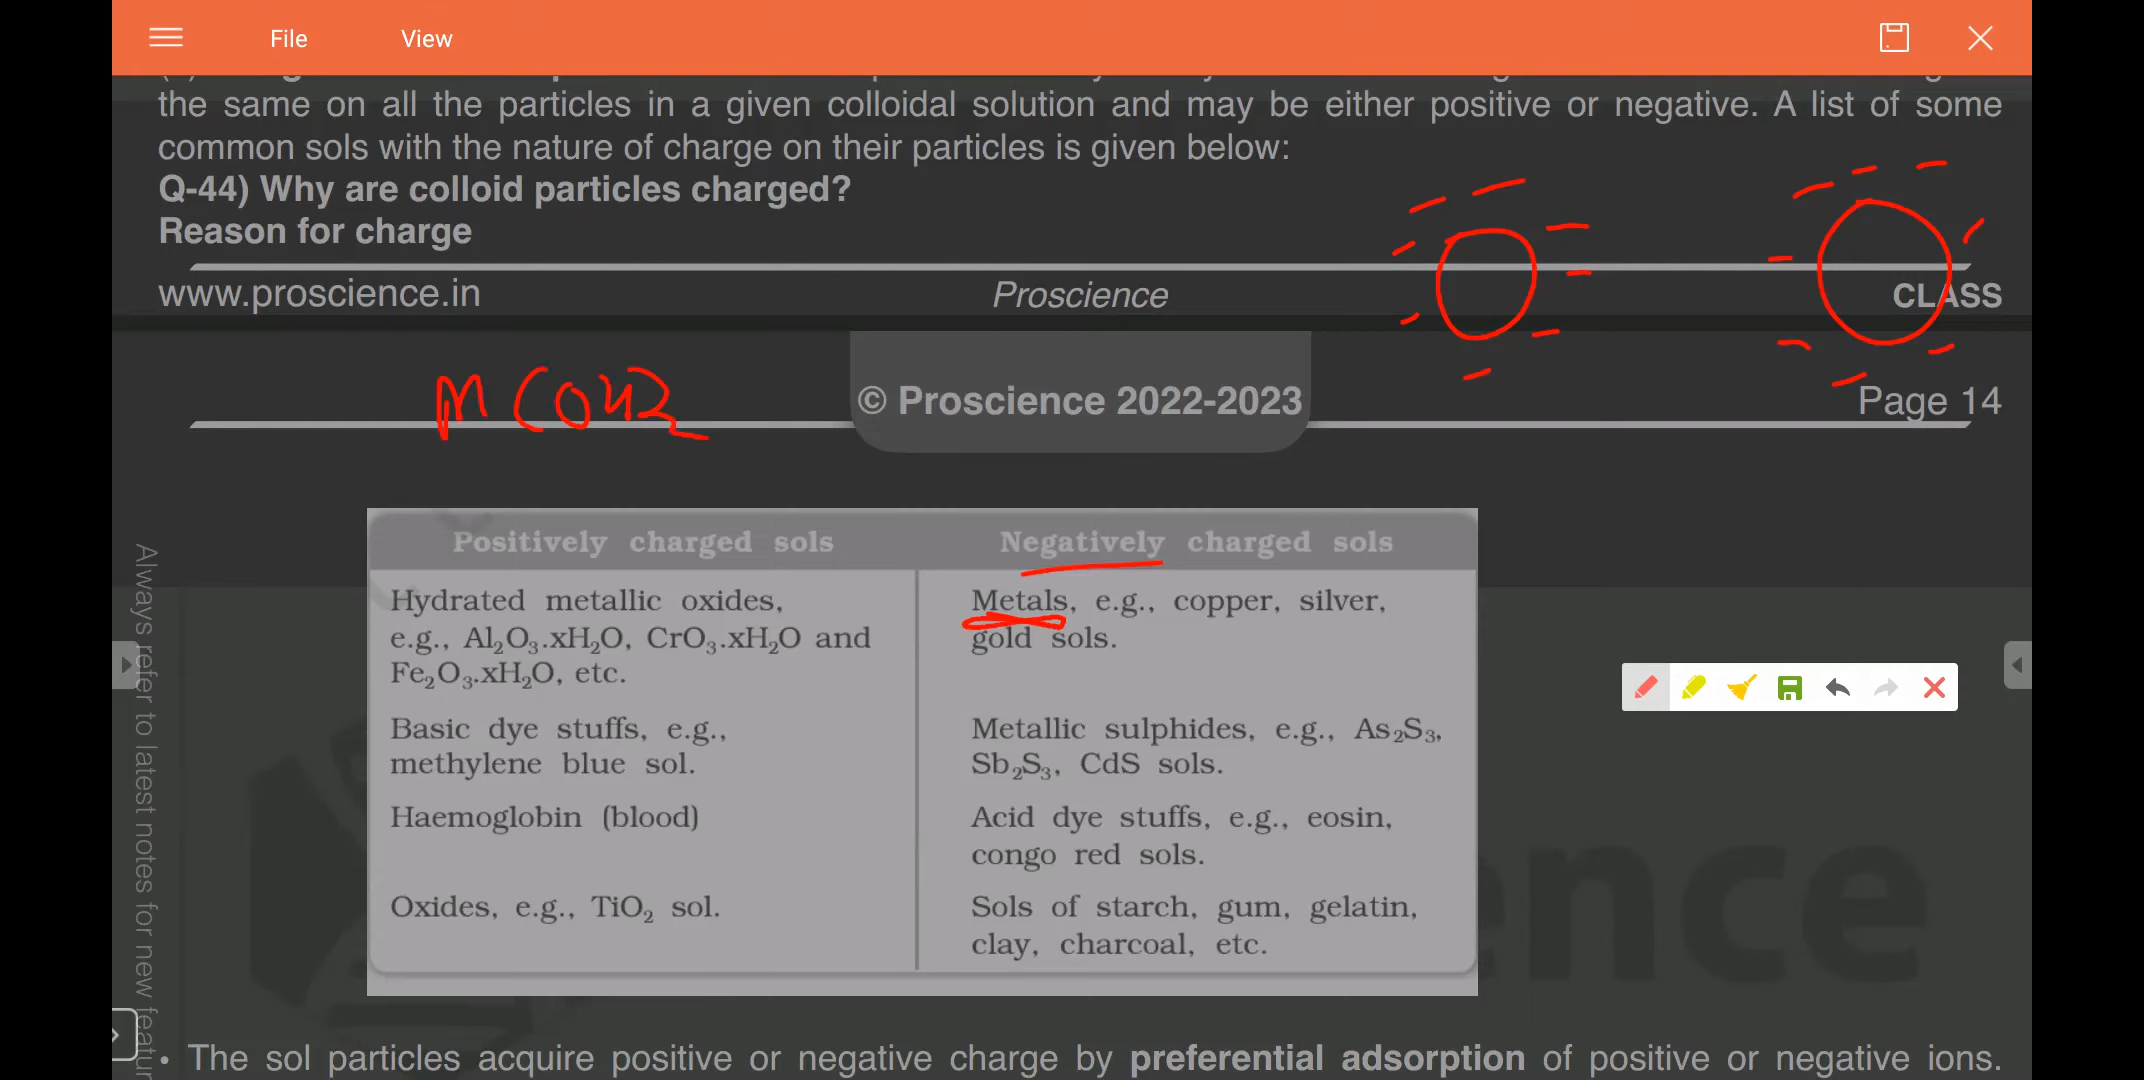 File View
the same on all the particles in a given colloidal solution and may be either positive or negative. A list of some
common sols with the nature of charge on their particles is given below:
Q-44) Why are colloid particles charged?
Reason for charge
www.proscience.in Proscience CLASS
M(OH)2
© Proscience 2022-2023 Page 14
Positively charged sols Negatively charged sols
Hydrated metallic oxides,
e.g., Al₂O₃.xH₂O, CrO₃.xH₂O and
Fe₂O₃.xH₂O, etc.
Metals, e.g., copper, silver,
gold sols.
Basic dye stuffs, e.g.,
methylene blue sol.
Metallic sulphides, e.g., As₂S₃,
Sb₂S₃, CdS sols.
Haemoglobin (blood)
Acid dye stuffs, e.g., eosin,
congo red sols.
Oxides, e.g., TiO₂ sol.
Sols of starch, gum, gelatin,
clay, charcoal, etc.
• The sol particles acquire positive or negative charge by preferential adsorption of positive or negative ions.
Always refer to latest notes for new